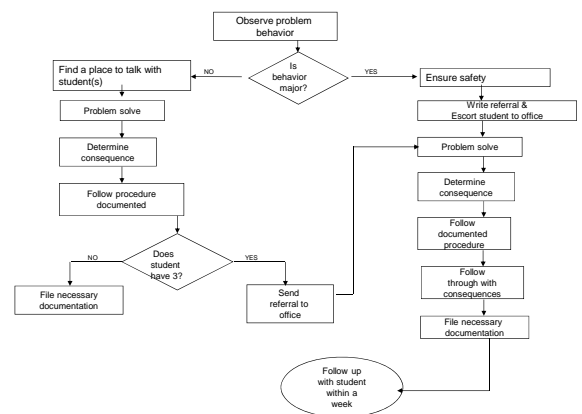 Observe problem
behavior
Is
behavior
major?
NO
YES
Find a place to talk with
student(s)
Problem solve
Determine
consequence
Follow procedure
documented
Does
student
have 3?
NO
YES
File necessary
documentation
Send
referral to
office
Ensure safety
Write referral &
Escort student to office
Problem solve
Determine
consequence
Follow
documented
procedure
Follow
through with
consequences
File necessary
documentation
Follow up
with student
within a
week